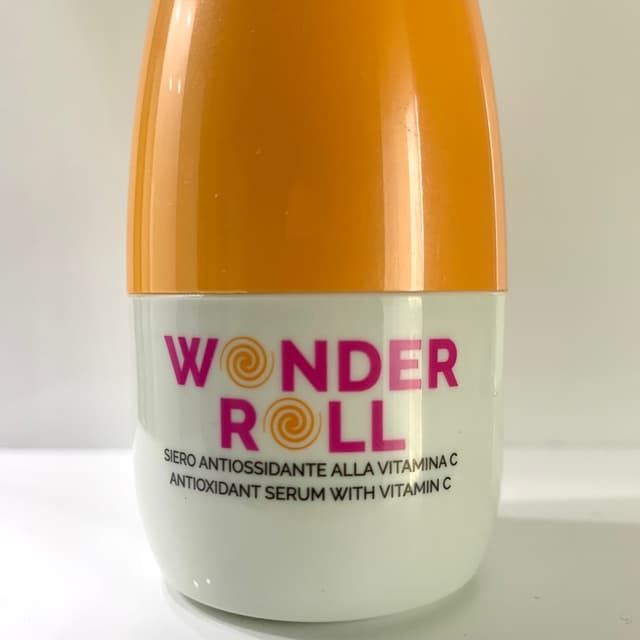 WONDER
ROLL
SIERO ANTIOSSIDANTE ALLA VITAMINA C
ANTIOXIDANT SERUM WITH VITAMIN C